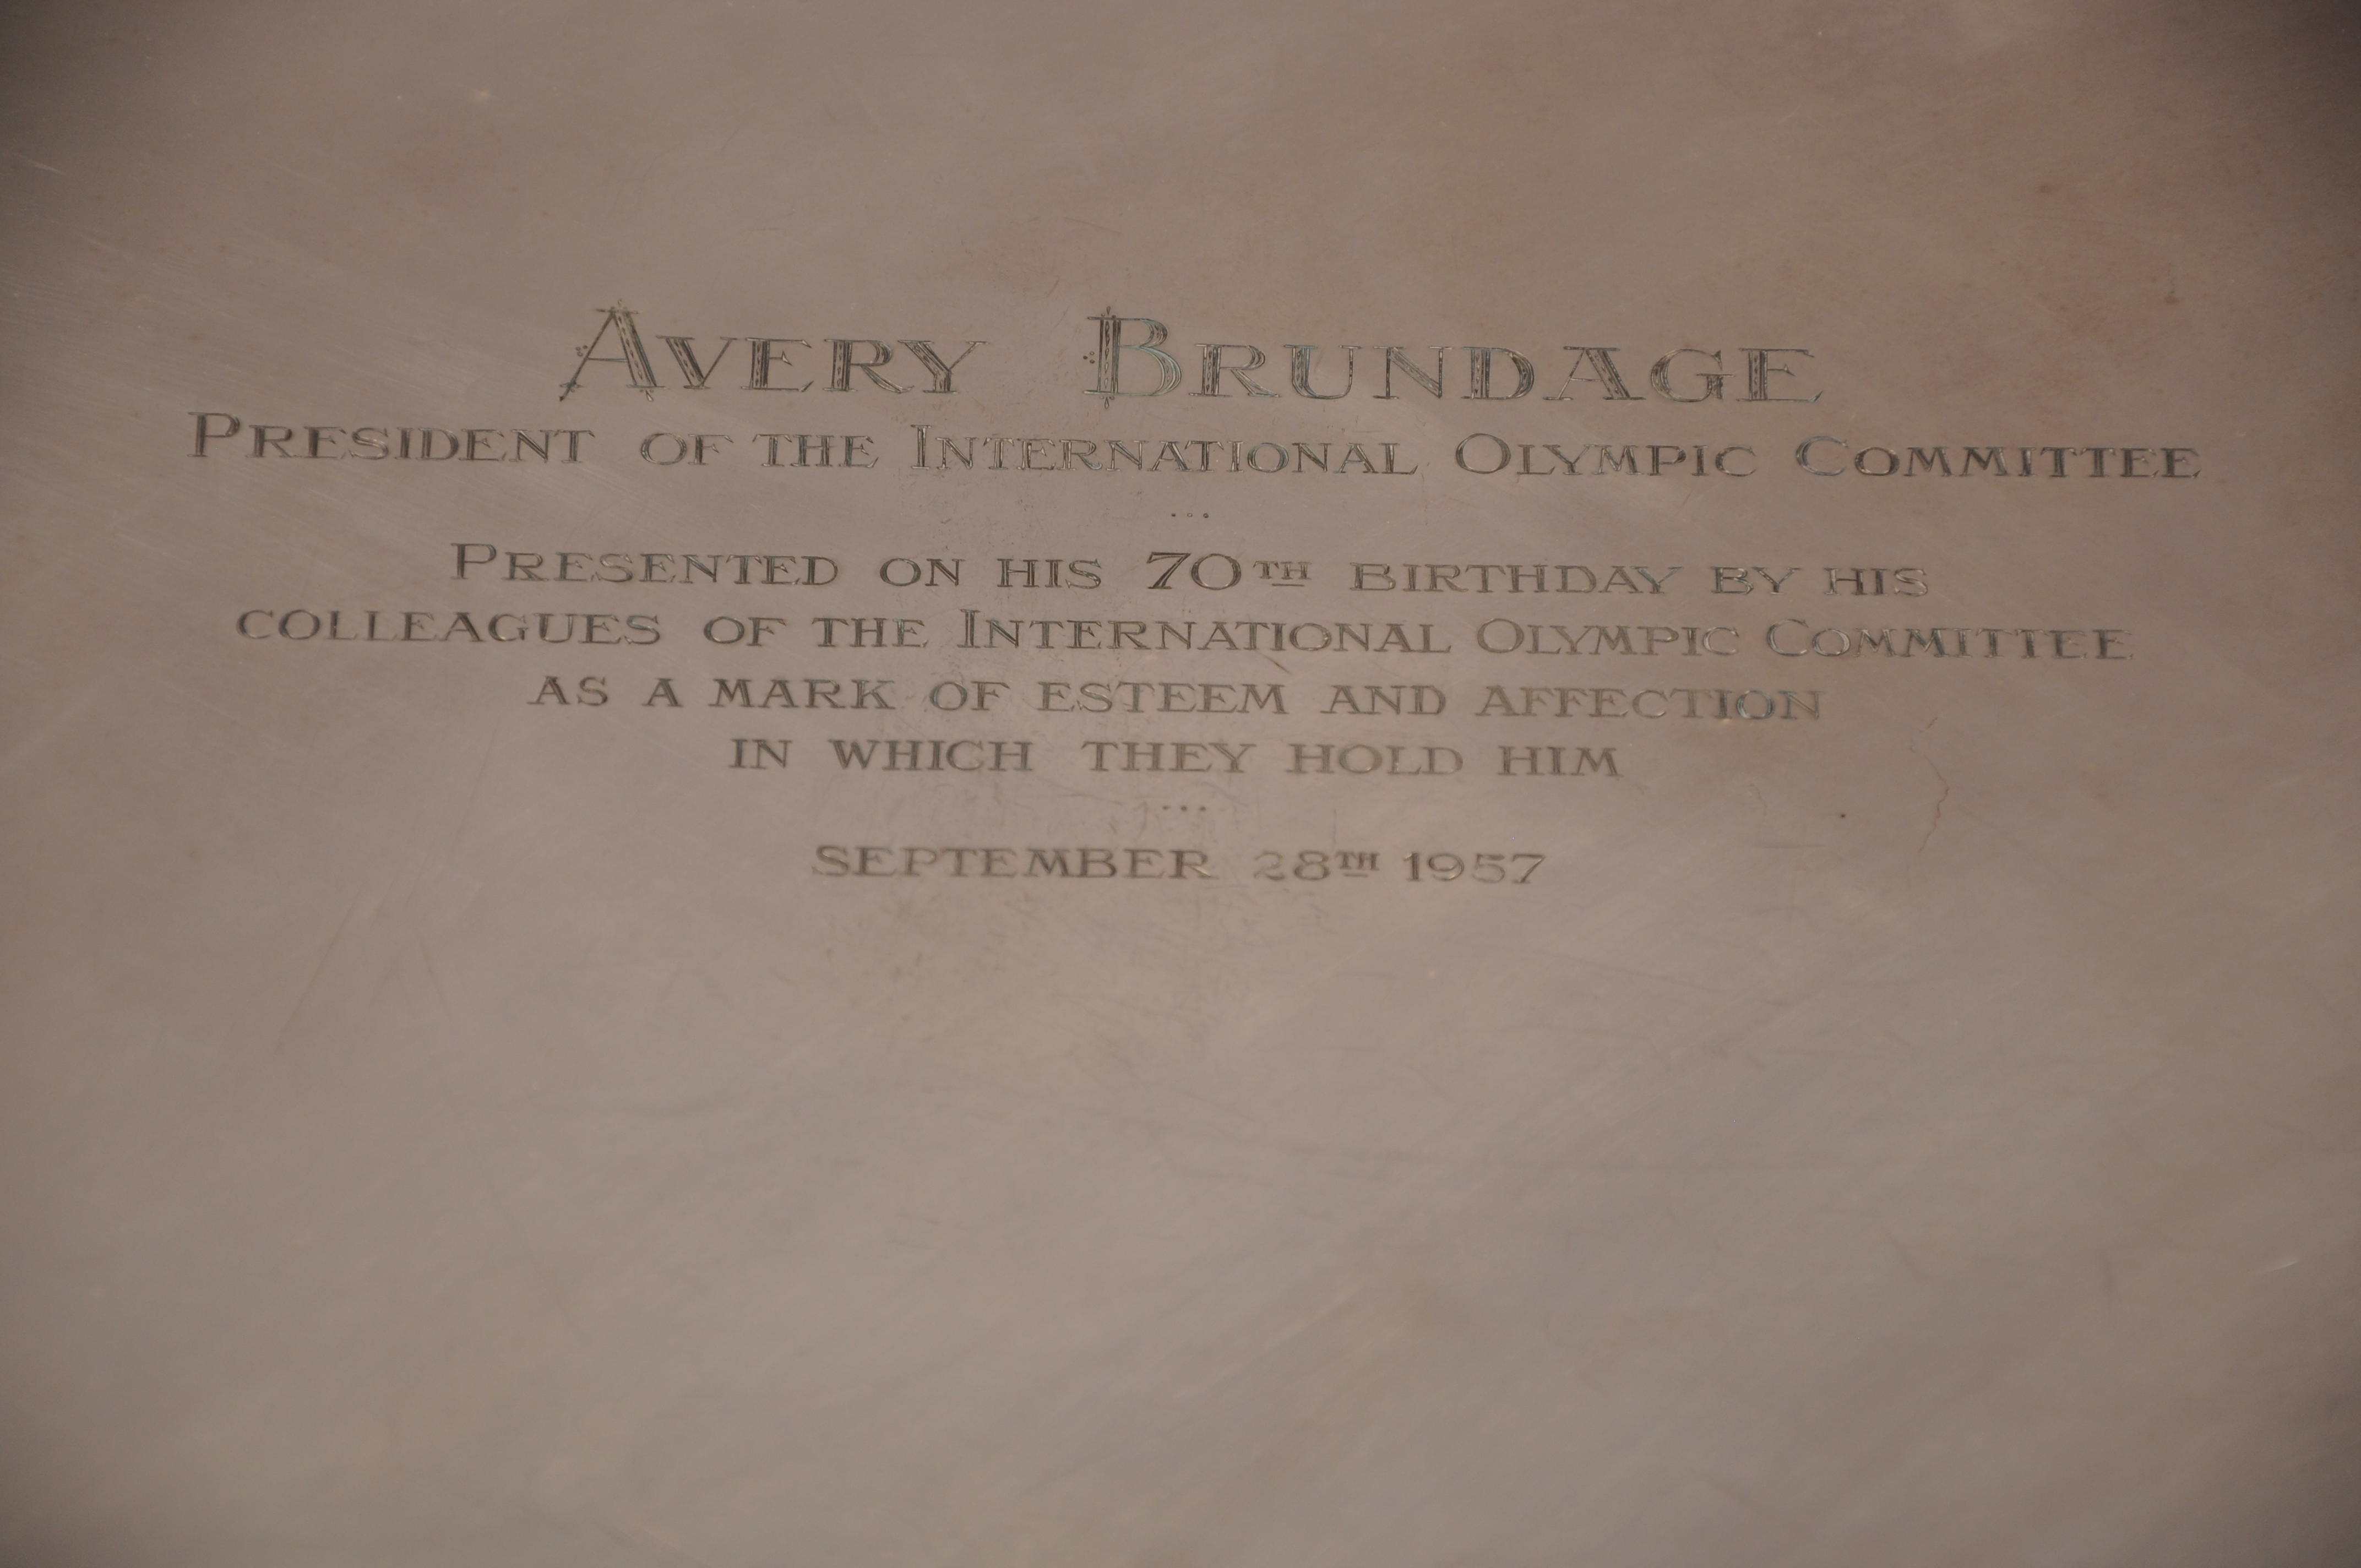 AVERY BRUNDAGE
PRESIDENT OF THE INTERNATIONAL OLYMPIC COMMITTEE
...
PRESENTED ON HIS 70TH BIRTHDAY BY HIS
COLLEAGUES OF THE INTERNATIONAL OLYMPIC COMMITTEE
AS A MARK OF ESTEEM AND AFFECTION
IN WHICH THEY HOLD HIM
...
SEPTEMBER 28TH 1957